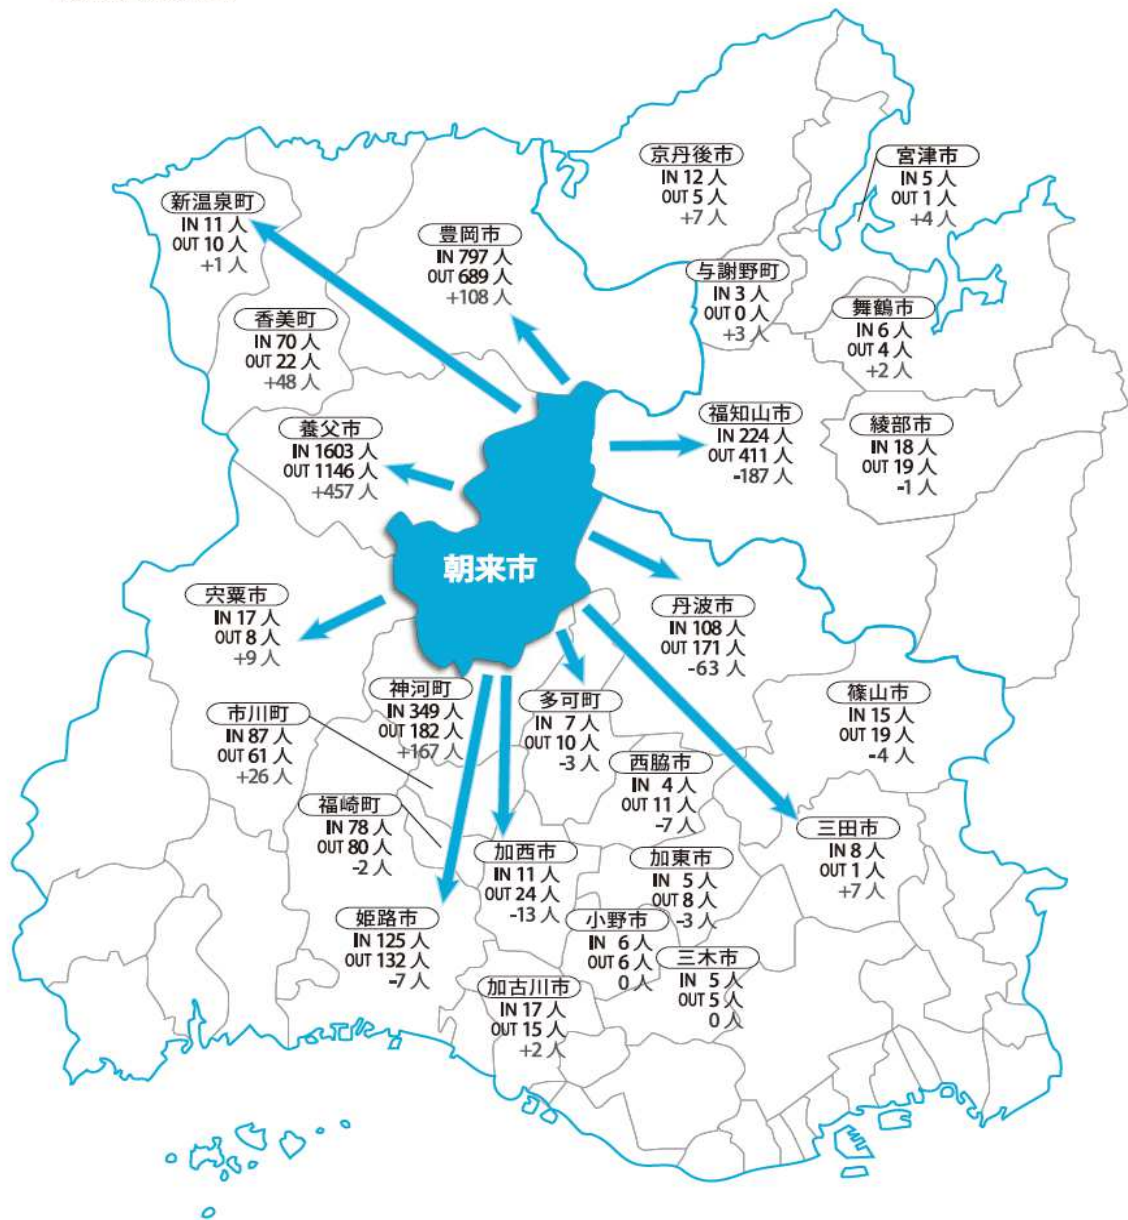 京丹後市
IN 12 人
OUT 5 人
+7 人
宮津市
IN 5 人
OUT 1 人
+4 人
新温泉町
IN 11 人
OUT 10 人
+1 人
豊岡市
IN 797 人
OUT 689 人
+108 人
与謝野町
IN 3 人
OUT 0 人
+3 人
舞鶴市
IN 6 人
OUT 4 人
+2 人
香美町
IN 70 人
OUT 22 人
+48 人
養父市
IN 1603 人
OUT 1146 人
+457 人
福知山市
IN 224 人
OUT 411 人
-187 人
綾部市
IN 18 人
OUT 19 人
-1 人
朝来市
宍粟市
IN 17 人
OUT 8 人
+9 人
丹波市
IN 108 人
OUT 171 人
-63 人
神河町
IN 349 人
OUT 182 人
+167 人
市川町
IN 87 人
OUT 61 人
+26 人
多可町
IN 7 人
OUT 10 人
-3 人
篠山市
IN 15 人
OUT 19 人
-4 人
西脇市
IN 4 人
OUT 11 人
-7 人
福崎町
IN 78 人
OUT 80 人
-2 人
加西市
IN 11 人
OUT 24 人
-13 人
加東市
IN 5 人
OUT 8 人
-3 人
三田市
IN 8 人
OUT 1 人
+7 人
姫路市
IN 125 人
OUT 132 人
-7 人
小野市
IN 6 人
OUT 6 人
0 人
三木市
IN 5 人
OUT 5 人
0 人
加古川市
IN 17 人
OUT 15 人
+2 人